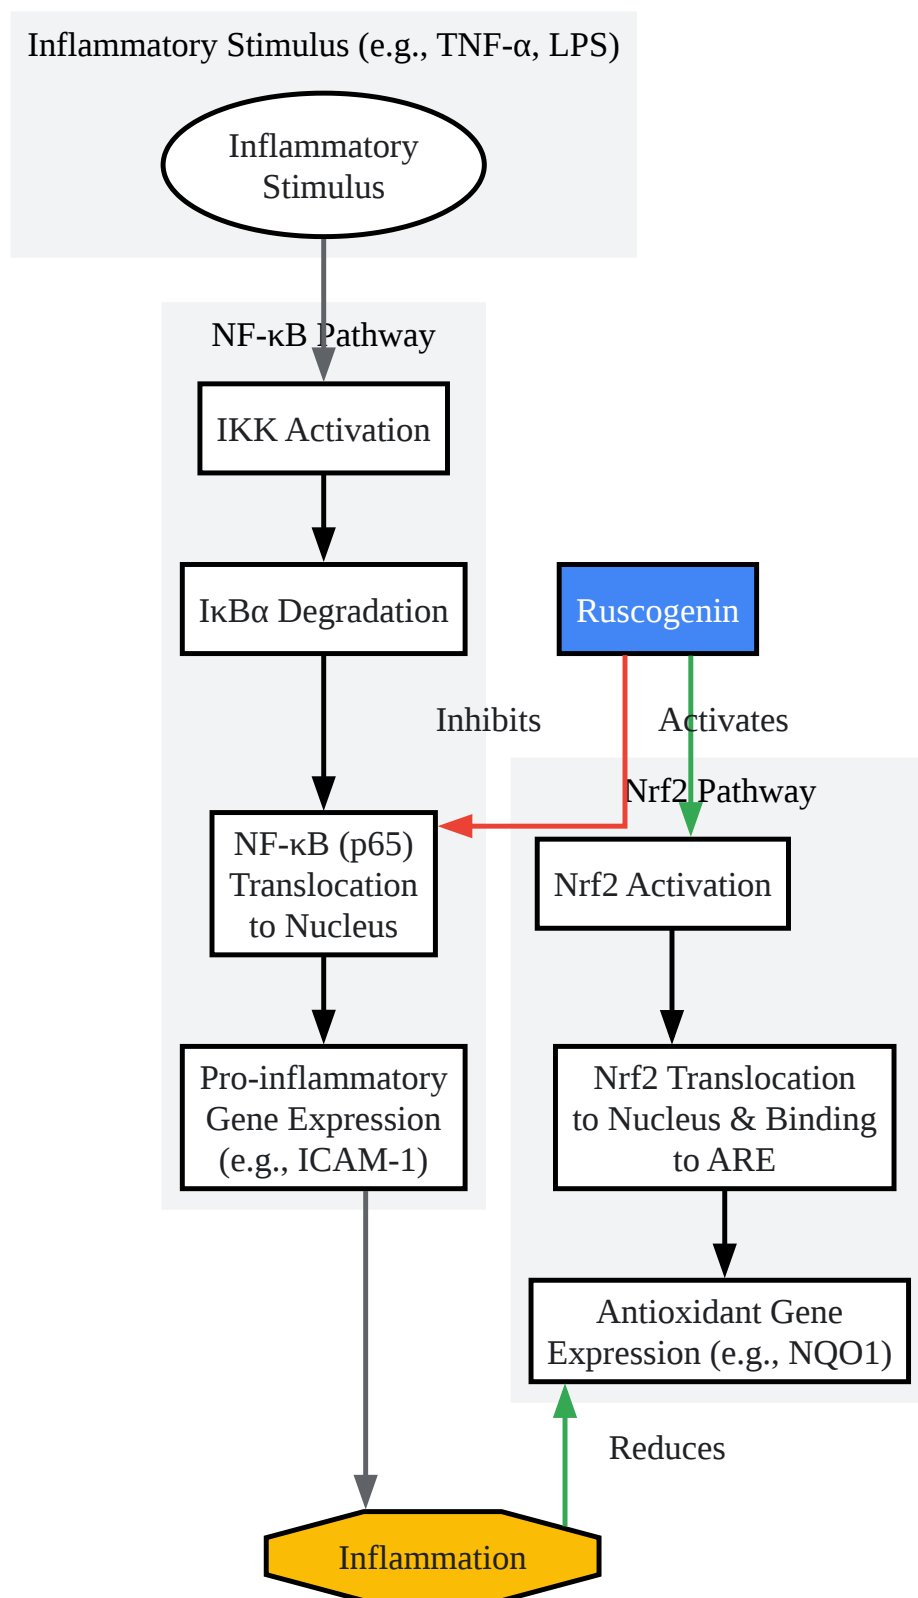 Inflammatory Stimulus (e.g., TNF-α, LPS)
Inflammatory
Stimulus
NF-κB Pathway
IKK Activation
IκBα Degradation
Ruscogenin
Inhibits
Activates
Nrf2 Pathway
NF-κB (p65)
Translocation
to Nucleus
Nrf2 Activation
Pro-inflammatory
Gene Expression
(e.g., ICAM-1)
Nrf2 Translocation
to Nucleus & Binding
to ARE
Antioxidant Gene
Expression (e.g., NQO1)
Reduces
Inflammation